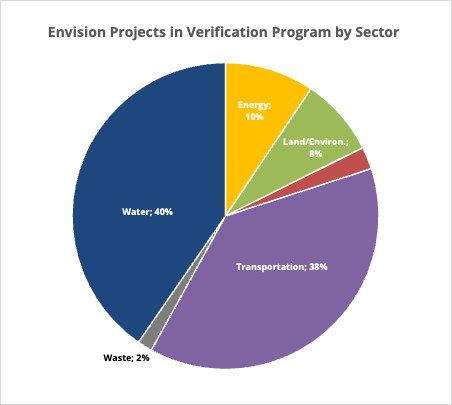 Envision Projects in Verification Program by Sector
Energy;
10%
Land/Environ.;
8%
Water; 40%
Transportation; 38%
Waste; 2%